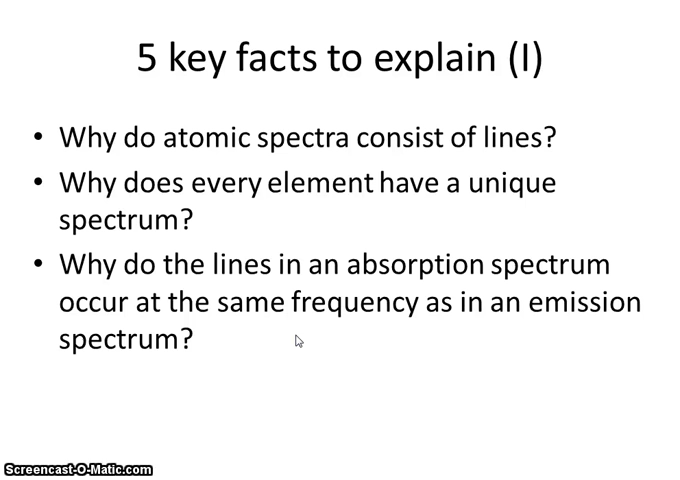 5 key facts to explain (I)
• Why do atomic spectra consist of lines?
• Why does every element have a unique
spectrum?
• Why do the lines in an absorption spectrum
occur at the same frequency as in an emission
spectrum?
Screencast-O-Matic.com